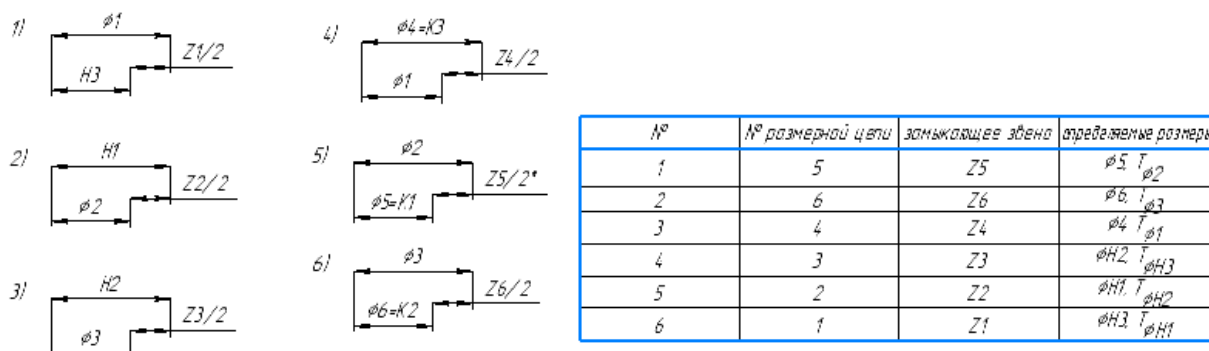 1)
ϕ1
H3
Z1/2
2)
H1
ϕ2
Z2/2
3)
H2
ϕ3
Z3/2
4)
ϕ4=K3
ϕ1
Z4/2
5)
ϕ2
ϕ5=K1
Z5/2*
6)
ϕ3
ϕ6=K2
Z6/2
№ № размерной цепи замыкающее звено определяемые размеры
1 5 Z5 ϕ5, Tϕ2
2 6 Z6 ϕ6, Tϕ3
3 4 Z4 ϕ4 Tϕ1
4 3 Z3 ϕH2, TϕH3
5 2 Z2 ϕH1, TϕH2
6 1 Z1 ϕH3, TϕH1